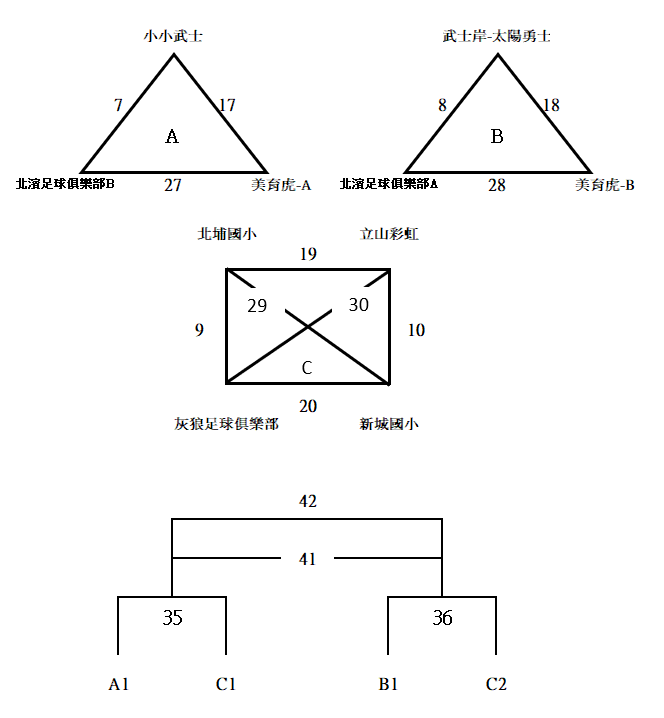 小小武士
武士岸-太陽勇士
7
17
8
18
A
B
北濱足球俱樂部B
27
美育虎-A
北濱足球俱樂部A
28
美育虎-B
北埔國小
立山彩虹
19
29
30
9
10
C
20
灰狼足球俱樂部
新城國小
42
41
35
36
A1
C1
B1
C2